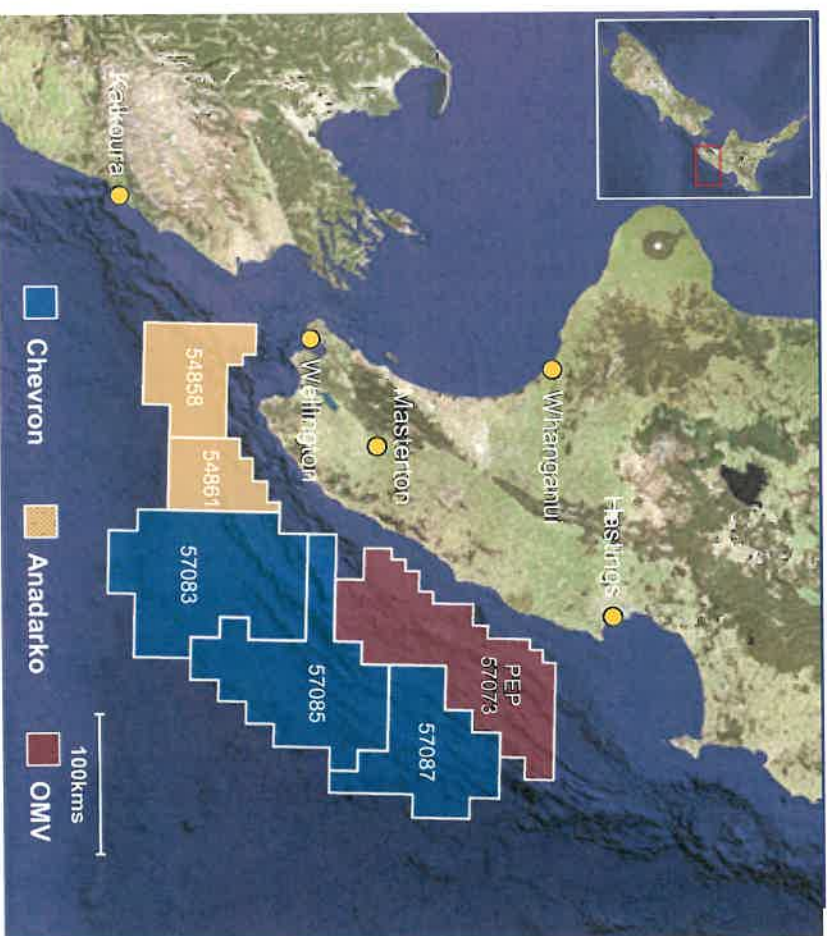 Whanganui
Hastings
Masterton
Wellington
Kaikoura
PEP
57073
57087
57085
57083
54861
54858
100kms
Chevron
Anadarko
OMV